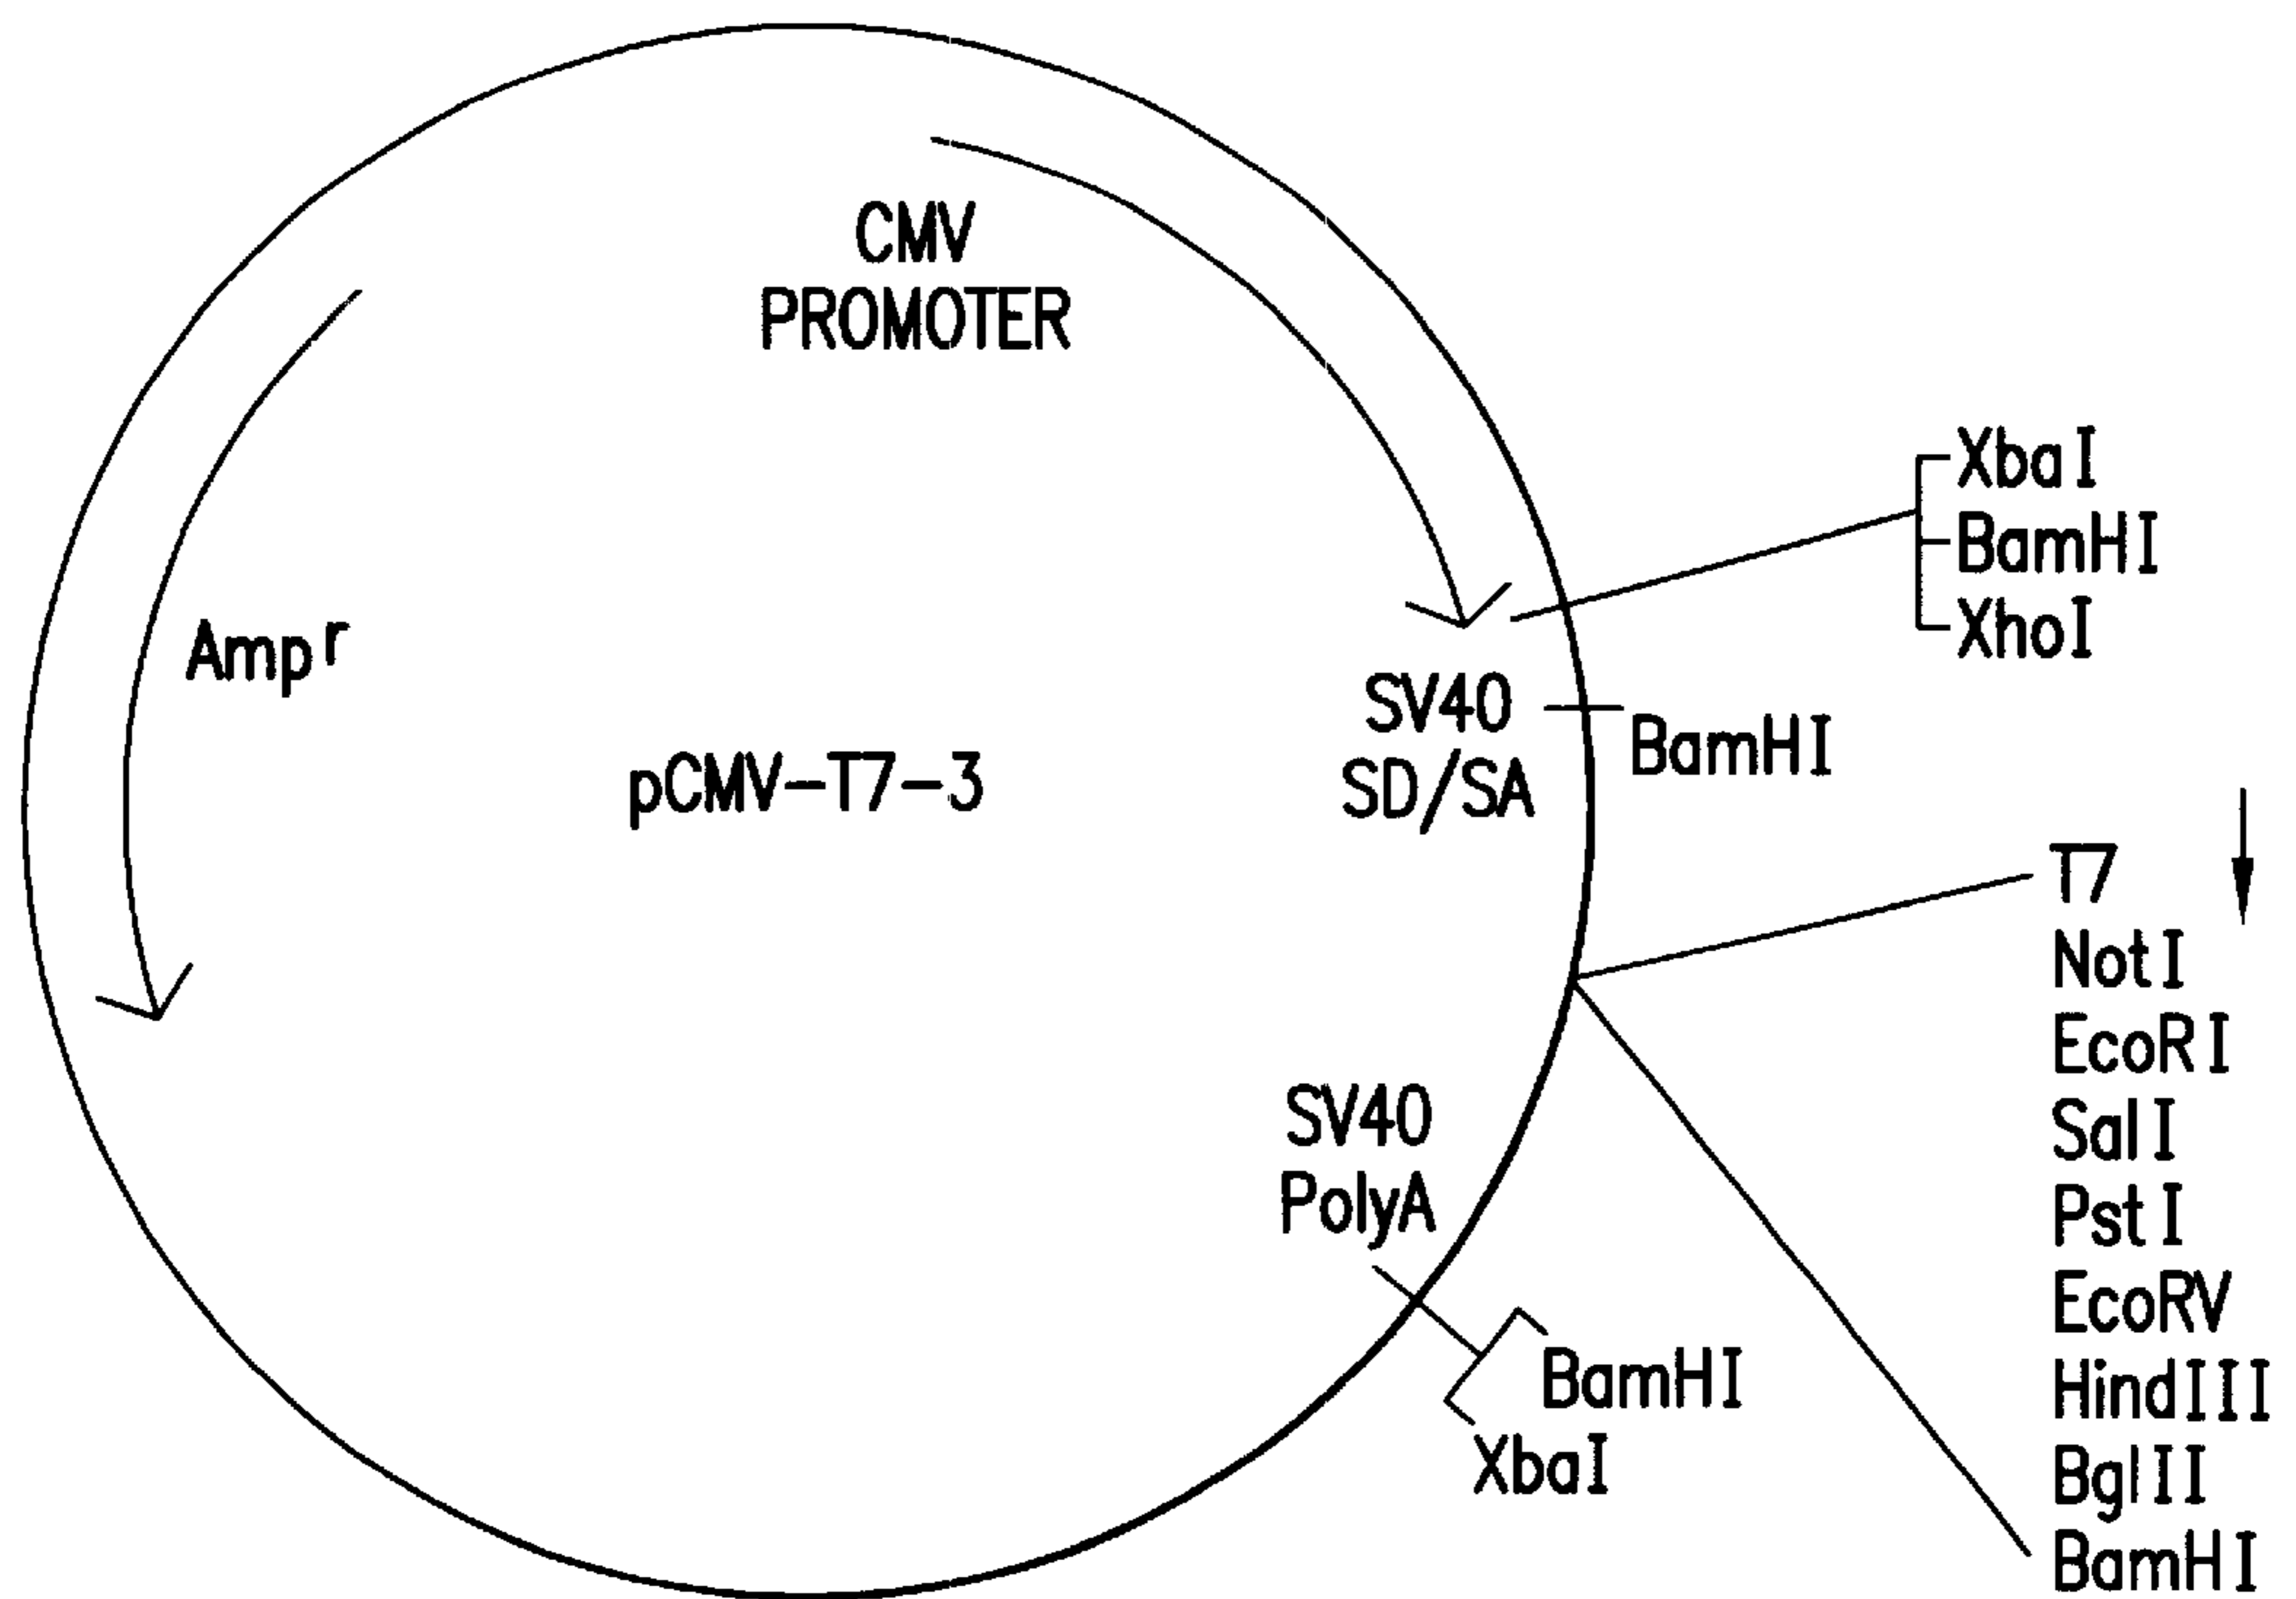 CMV
PROMOTER
XbaI
BamHI
XhoI
Ampʳ
SV40
SD/SA
BamHI
pCMV-T7-3
T7
NotI
EcoRI
SalI
PstI
EcoRV
HindIII
BglII
BamHI
SV40
PolyA
BamHI
XbaI